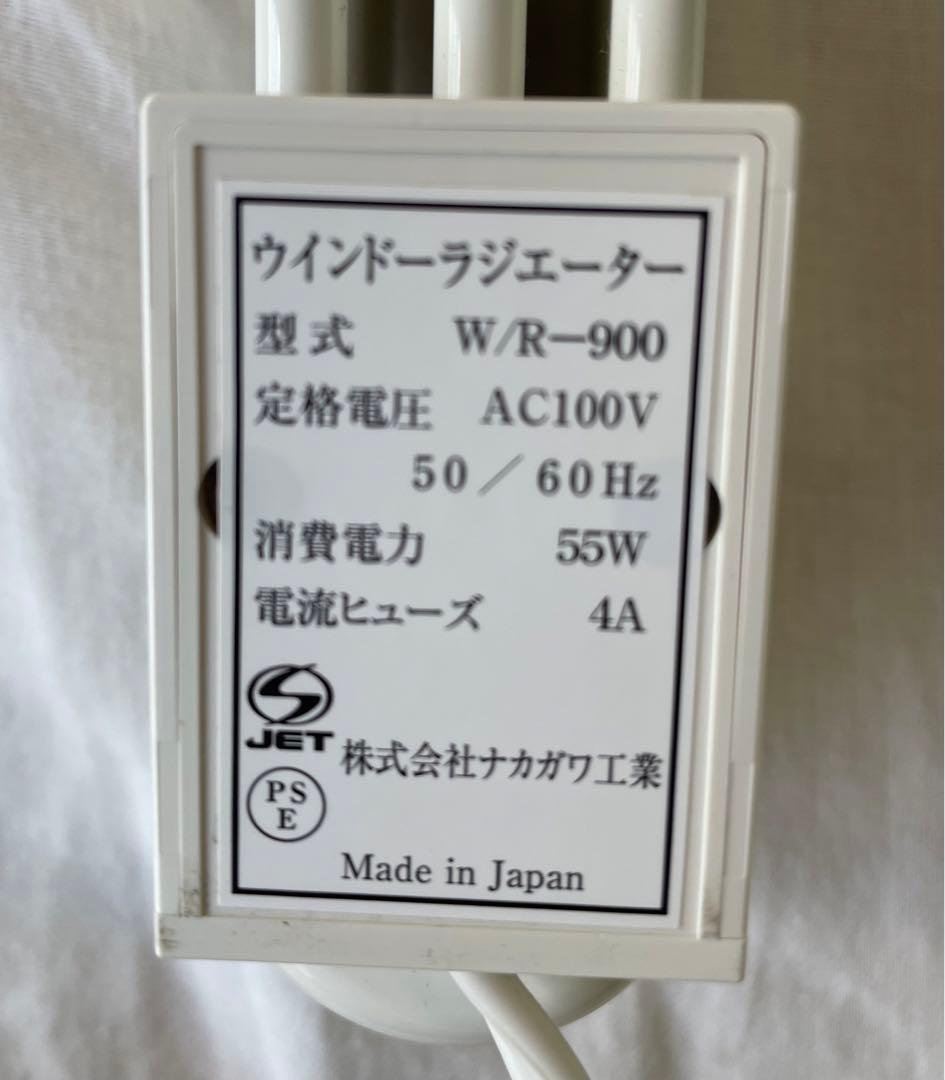 ウインドーラジエーター
型式 W/R-900
定格電圧 AC100V
50／60Hz
消費電力 55W
電流ヒューズ 4A
JET
株式会社ナカガワ工業
PS
E
Made in Japan